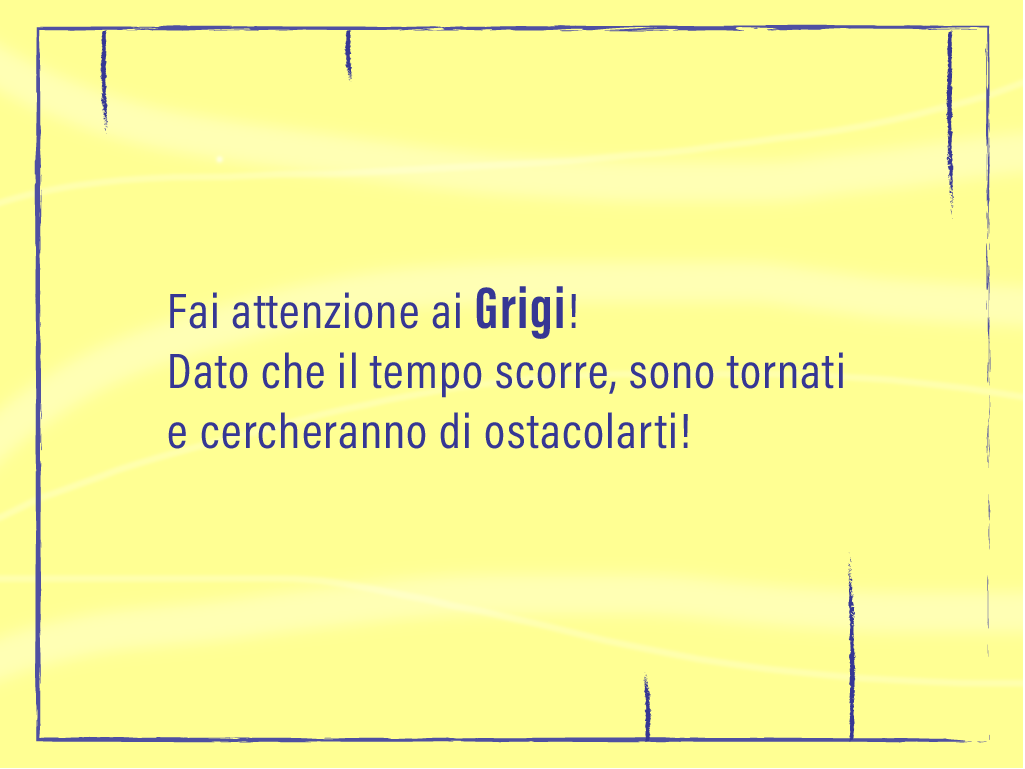 Fai attenzione ai Grigi!
Dato che il tempo scorre, sono tornati
e cercheranno di ostacolarti!